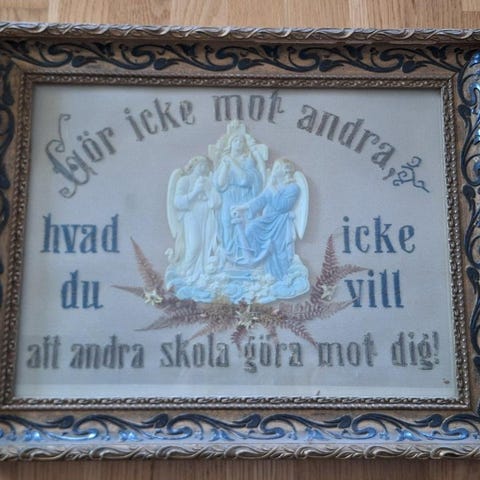 Gör icke mot andra,
hvad icke
du vill
att andra skola göra mot dig!